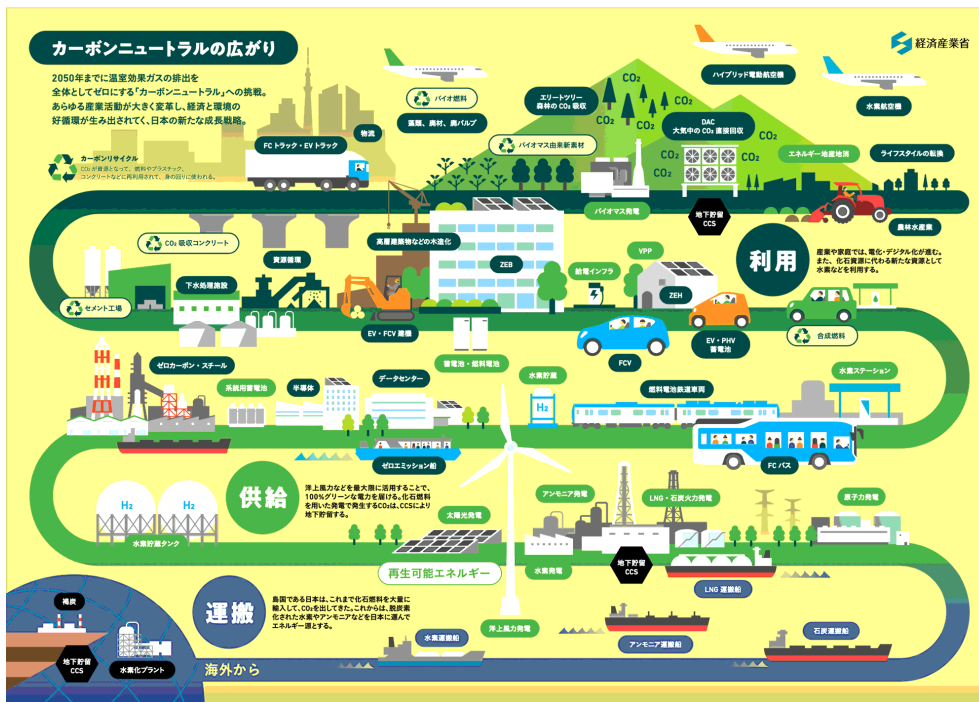 カーボンニュートラルの広がり
2050年までに温室効果ガスの排出を
全体としてゼロにする「カーボンニュートラル」への挑戦。
あらゆる産業活動が大きく変革し、経済と環境の
好循環が生み出されてく、日本の新たな成長戦略。
経済産業省
カーボンリサイクル
CO₂が資源となって、燃料やプラスチック、
コンクリートなどに再利用されて、身の回りに使われる。
物流
FCトラック・EVトラック
バイオ燃料
藻類、廃材、廃パルプ
エリートツリー
森林のCO₂吸収
CO₂
CO₂
CO₂
CO₂
CO₂
CO₂
CO₂
ハイブリッド電動航空機
水素航空機
DAC
大気中のCO₂直接回収
バイオマス由来新素材
エネルギー地産地消
ライフスタイルの転換
バイオマス発電
地下貯留
CCS
農林水産業
CO₂吸収コンクリート
資源循環
高層建築物などの木造化
ZEB
給電インフラ
VPP
ZEH
利用
産業や家庭では、電化・デジタル化が進む。
また、化石資源に代わる新たな資源として
水素などを利用する。
セメント工場
下水処理施設
EV・FCV建機
蓄電池・燃料電池
FCV
EV・PHV
蓄電池
合成燃料
ゼロカーボン・スチール
系統用蓄電池
半導体
データセンター
水素貯蔵
H₂
燃料電池鉄道車両
水素ステーション
ゼロエミッション船
FCバス
H₂
H₂
水素貯蔵タンク
供給
洋上風力などを最大限に活用することで、
100%グリーンな電力を届ける。化石燃料
を用いた発電で発生するCO₂は、CCSにより
地下貯留する。
太陽光発電
再生可能エネルギー
アンモニア発電
LNG・石炭火力発電
原子力発電
水素発電
地下貯留
CCS
LNG運搬船
洋上風力発電
褐炭
地下貯留
CCS
水素化プラント
運搬
島国である日本は、これまで化石燃料を大量に
輸入して、CO₂を出してきた。これからは、脱炭素
化された水素やアンモニアなどを日本に運んで
エネルギー源とする。
海外から
水素運搬船
アンモニア運搬船
石炭運搬船